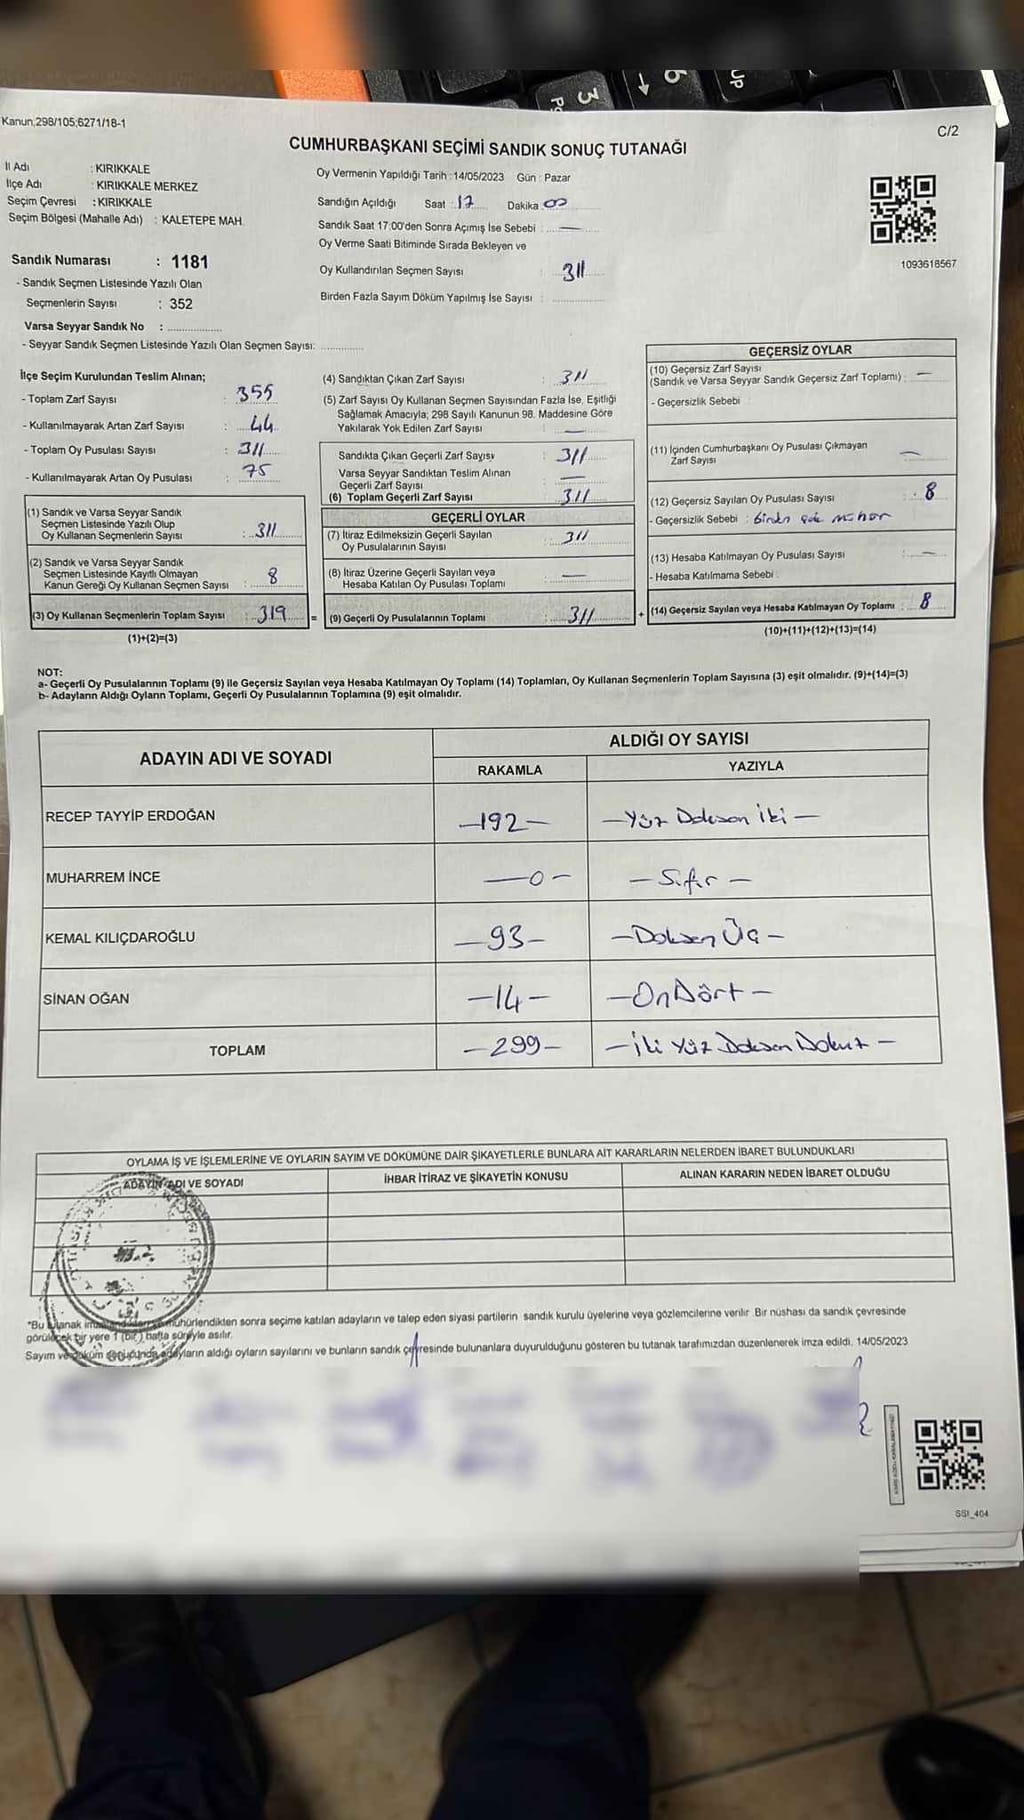 Kanun,298/105;6271/18-1
C/2
CUMHURBAŞKANI SEÇİMİ SANDIK SONUÇ TUTANAĞI
İl Adı : KIRIKKALE
İlçe Adı : KIRIKKALE MERKEZ
Seçim Çevresi : KIRIKKALE
Seçim Bölgesi (Mahalle Adı) : KALETEPE MAH.
Oy Vermenin Yapıldığı Tarih : 14/05/2023 Gün : Pazar
Sandığın Açıldığı Saat : 17 Dakika : 00
Sandık Saat 17:00'den Sonra Açımış İse Sebebi : —
Oy Verme Saati Bitiminde Sırada Bekleyen ve
Oy Kullandırılan Seçmen Sayısı : 311
Birden Fazla Sayım Döküm Yapılmış İse Sayısı :
1093618567
Sandık Numarası : 1181
- Sandık Seçmen Listesinde Yazılı Olan
Seçmenlerin Sayısı : 352
Varsa Seyyar Sandık No :
- Seyyar Sandık Seçmen Listesinde Yazılı Olan Seçmen Sayısı:
İlçe Seçim Kurulundan Teslim Alınan;
- Toplam Zarf Sayısı : 355
- Kullanılmayarak Artan Zarf Sayısı : 44
- Toplam Oy Pusulası Sayısı : 311
- Kullanılmayarak Artan Oy Pusulası : 75
(1) Sandık ve Varsa Seyyar Sandık
Seçmen Listesinde Yazılı Olup
Oy Kullanan Seçmenlerin Sayısı : 311
(2) Sandık ve Varsa Seyyar Sandık
Seçmen Listesinde Kayıtlı Olmayan
Kanun Gereği Oy Kullanan Seçmen Sayısı : 8
(3) Oy Kullanan Seçmenlerin Toplam Sayısı : 319 =
(1)+(2)=(3)
(4) Sandıktan Çıkan Zarf Sayısı : 311
(5) Zarf Sayısı Oy Kullanan Seçmen Sayısından Fazla İse, Eşitliği
Sağlamak Amacıyla; 298 Sayılı Kanunun 98. Maddesine Göre
Yakılarak Yok Edilen Zarf Sayısı : —
Sandıkta Çıkan Geçerli Zarf Sayısı : 311
Varsa Seyyar Sandıktan Teslim Alınan
Geçerli Zarf Sayısı : —
(6) Toplam Geçerli Zarf Sayısı : 311
GEÇERLİ OYLAR
(7) İtiraz Edilmeksizin Geçerli Sayılan
Oy Pusulalarının Sayısı : 311
(8) İtiraz Üzerine Geçerli Sayılan veya
Hesaba Katılan Oy Pusulası Toplamı : —
(9) Geçerli Oy Pusulalarının Toplamı : 311 +
GEÇERSİZ OYLAR
(10) Geçersiz Zarf Sayısı
(Sandık ve Varsa Seyyar Sandık Geçersiz Zarf Toplamı) : —
- Geçersizlik Sebebi :
(11) İçinden Cumhurbaşkanı Oy Pusulası Çıkmayan
Zarf Sayısı : —
(12) Geçersiz Sayılan Oy Pusulası Sayısı : 8
- Geçersizlik Sebebi :
(13) Hesaba Katılmayan Oy Pusulası Sayısı : —
- Hesaba Katılmama Sebebi :
(14) Geçersiz Sayılan veya Hesaba Katılmayan Oy Toplamı : 8
(10)+(11)+(12)+(13)=(14)
NOT:
a- Geçerli Oy Pusulalarının Toplamı (9) ile Geçersiz Sayılan veya Hesaba Katılmayan Oy Toplamı (14) Toplamları, Oy Kullanan Seçmenlerin Toplam Sayısına (3) eşit olmalıdır. (9)+(14)=(3)
b- Adayların Aldığı Oyların Toplamı, Geçerli Oy Pusulalarının Toplamına (9) eşit olmalıdır.
ADAYIN ADI VE SOYADI
ALDIĞI OY SAYISI
RAKAMLA YAZIYLA
RECEP TAYYİP ERDOĞAN —192— —Yüz Doksan İki—
MUHARREM İNCE —0— —Sıfır—
KEMAL KILIÇDAROĞLU —93— —Doksan Üç—
SİNAN OĞAN —14— —On Dört—
TOPLAM —299— —İki Yüz Doksan Dokuz—
OYLAMA İŞ VE İŞLEMLERİNE VE OYLARIN SAYIM VE DÖKÜMÜNE DAİR ŞİKAYETLERLE BUNLARA AİT KARARLARIN NELERDEN İBARET BULUNDUKLARI
ADAYIN ADI VE SOYADI
İHBAR İTİRAZ VE ŞİKAYETİN KONUSU
ALINAN KARARIN NEDEN İBARET OLDUĞU
*Bu tutanak mühürlendikten sonra seçime katılan adayların ve talep eden siyasi partilerin sandık kurulu üyelerine veya gözlemcilerine verilir. Bir nüshası da sandık çevresinde
görülecek bir yere 1 (bir) hafta süreyle asılır.
Sayım ve döküm sonucunda, adayların aldığı oyların sayılarını ve bunların sandık çevresinde bulunanlara duyurulduğunu gösteren bu tutanak tarafımızdan düzenlenerek imza edildi. 14/05/2023
SSI_404